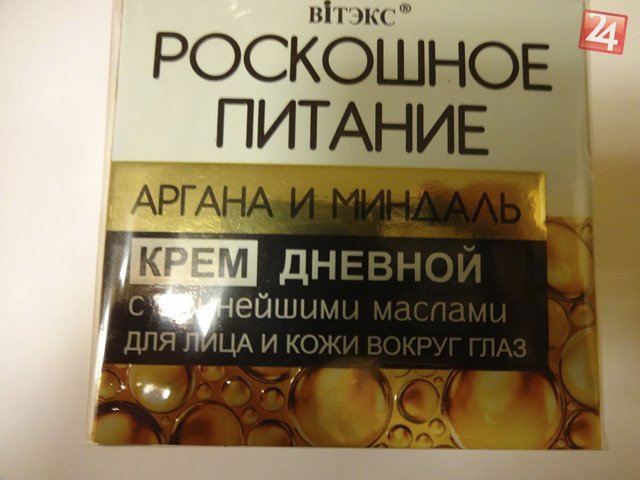 ВIТЭКС®
РОСКОШНОЕ
ПИТАНИЕ
АРГАНА И МИНДАЛЬ
КРЕМ ДНЕВНОЙ
с маслами
ДЛЯ ЛИЦА И КОЖИ ВОКРУГ ГЛАЗ
24